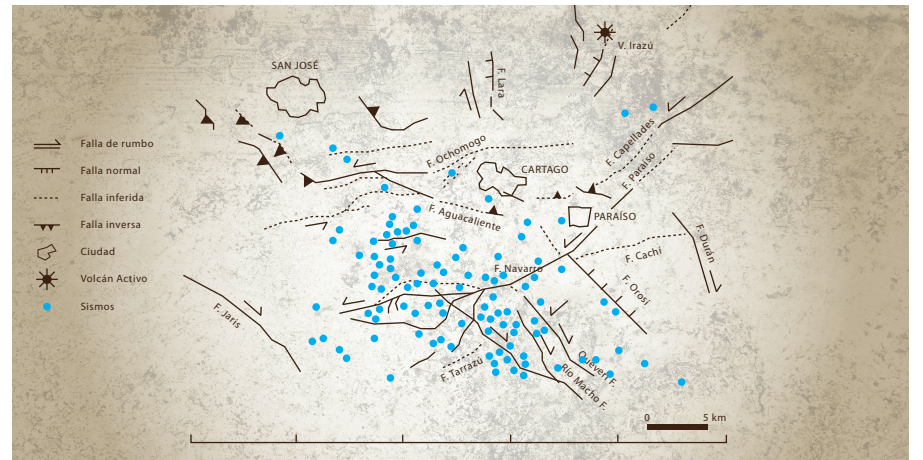 V. Irazú
SAN JOSÉ
F. Lara
Falla de rumbo
Falla normal
Falla inferida
Falla inversa
Ciudad
Volcán Activo
Sismos
F. Ochomogo
CARTAGO
F. Capellades
F. Paraíso
F. Aguacaliente
PARAÍSO
F. Navarro
F. Cachí
F. Durán
F. Orosi
F. Jaris
F. Tarrazú
Queveri F.
Río Macho F.
0 5 km